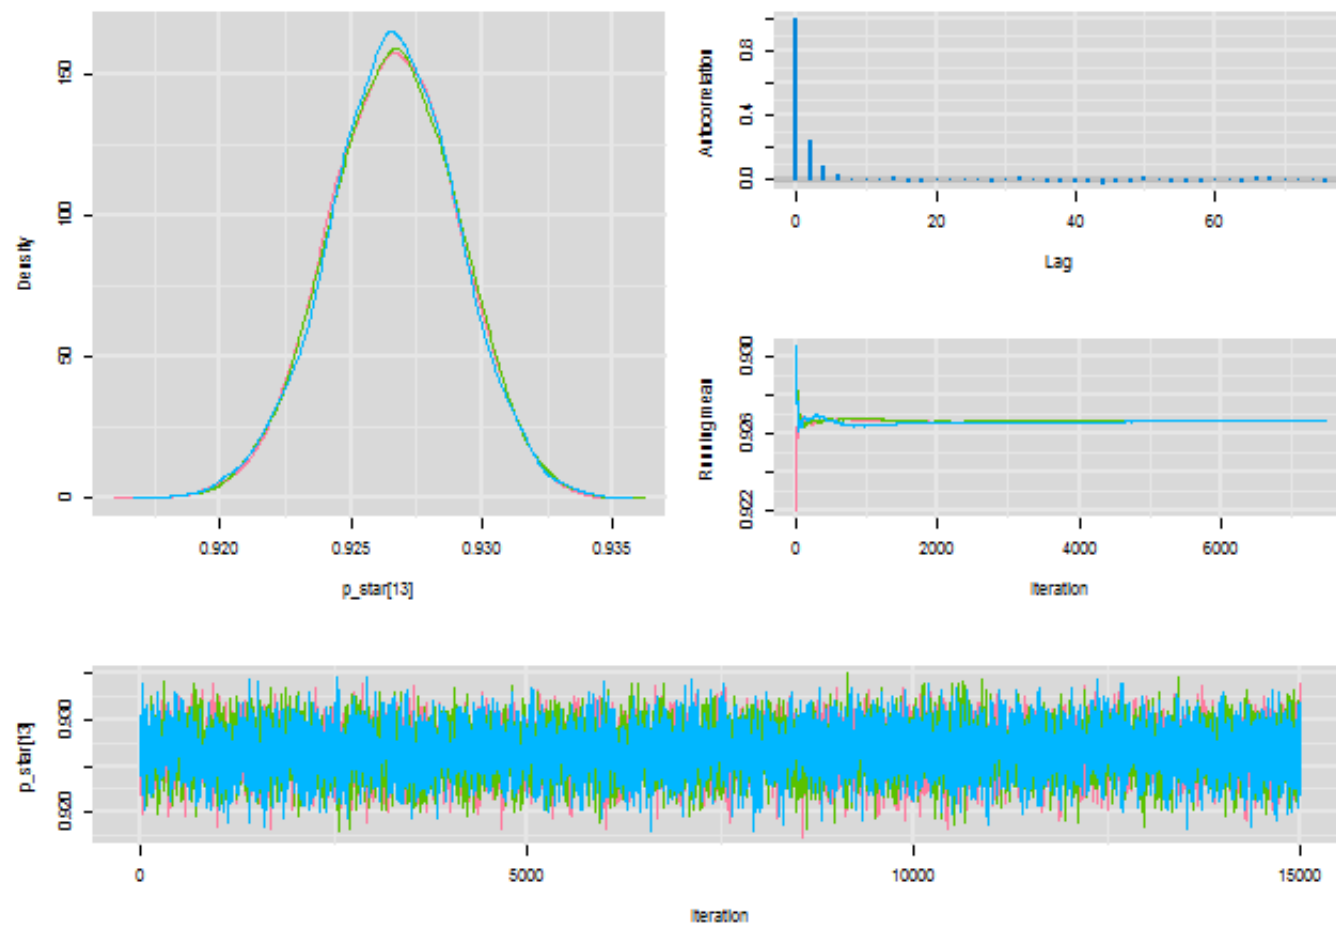 Density
150
100
50
0
0.920 0.925 0.930 0.935
p_star[13]
Autocorrelation
0.8
0.4
0.0
0 20 40 60
Lag
Running mean
0.930
0.926
0.922
0 2000 4000 6000
Iteration
p_star[13
0.930
0.920
0 5000 10000 15000
Iteration